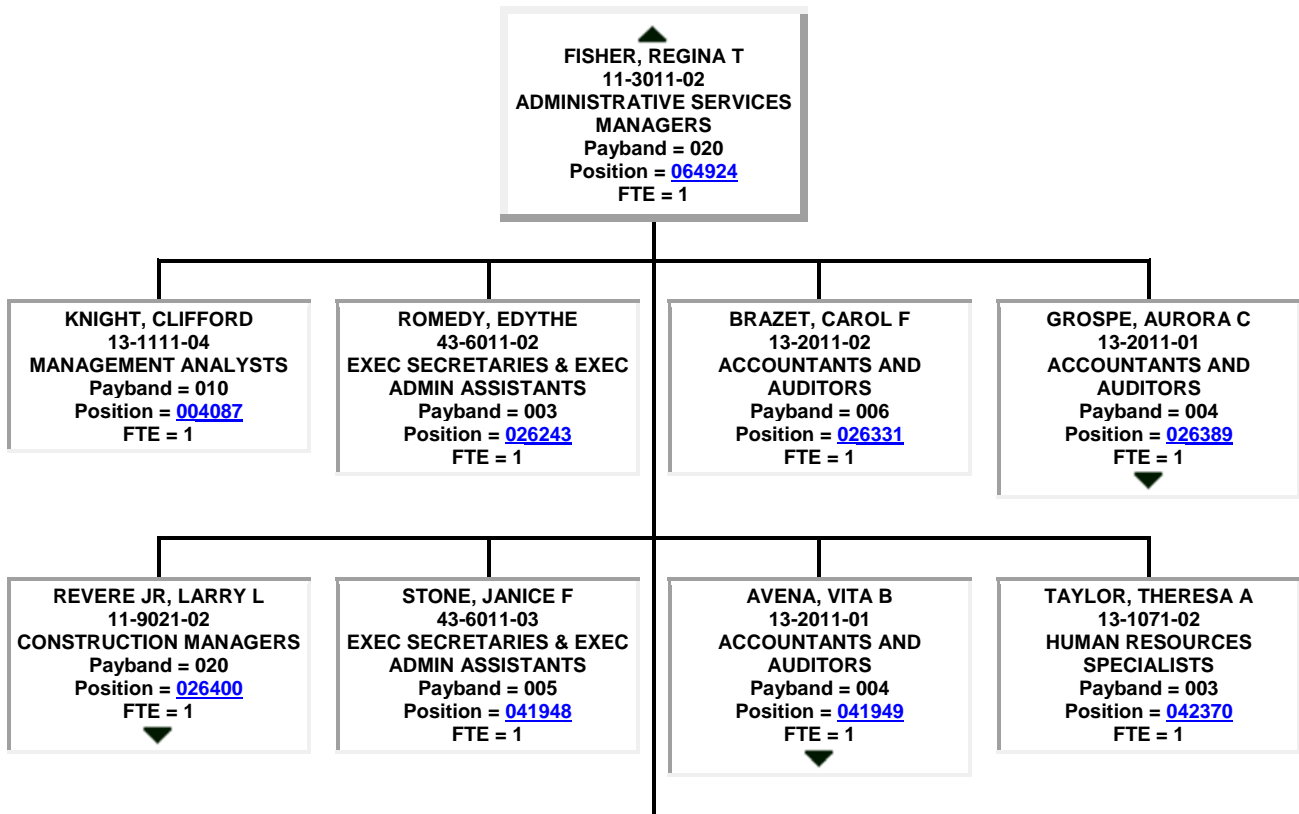 FISHER, REGINA T
11-3011-02
ADMINISTRATIVE SERVICES
MANAGERS
Payband = 020
Position = 064924
FTE = 1
KNIGHT, CLIFFORD
13-1111-04
MANAGEMENT ANALYSTS
Payband = 010
Position = 004087
FTE = 1
ROMEDY, EDYTHE
43-6011-02
EXEC SECRETARIES & EXEC
ADMIN ASSISTANTS
Payband = 003
Position = 026243
FTE = 1
BRAZET, CAROL F
13-2011-02
ACCOUNTANTS AND
AUDITORS
Payband = 006
Position = 026331
FTE = 1
GROSPE, AURORA C
13-2011-01
ACCOUNTANTS AND
AUDITORS
Payband = 004
Position = 026389
FTE = 1
REVERE JR, LARRY L
11-9021-02
CONSTRUCTION MANAGERS
Payband = 020
Position = 026400
FTE = 1
STONE, JANICE F
43-6011-03
EXEC SECRETARIES & EXEC
ADMIN ASSISTANTS
Payband = 005
Position = 041948
FTE = 1
AVENA, VITA B
13-2011-01
ACCOUNTANTS AND
AUDITORS
Payband = 004
Position = 041949
FTE = 1
TAYLOR, THERESA A
13-1071-02
HUMAN RESOURCES
SPECIALISTS
Payband = 003
Position = 042370
FTE = 1